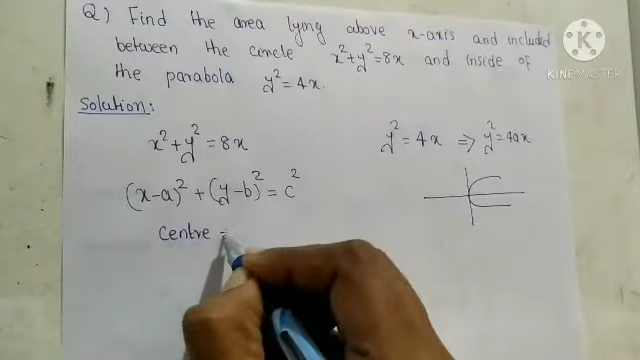 Q) Find the area lying above x-axis and included
between the circle x²+y²=8x and inside of
the parabola y²=4x.
Solution:
x²+y²=8x
y²=4x ⇒ y²=4ax
(x-a)²+(y-b)²=c²
Centre =
KINEMASTER